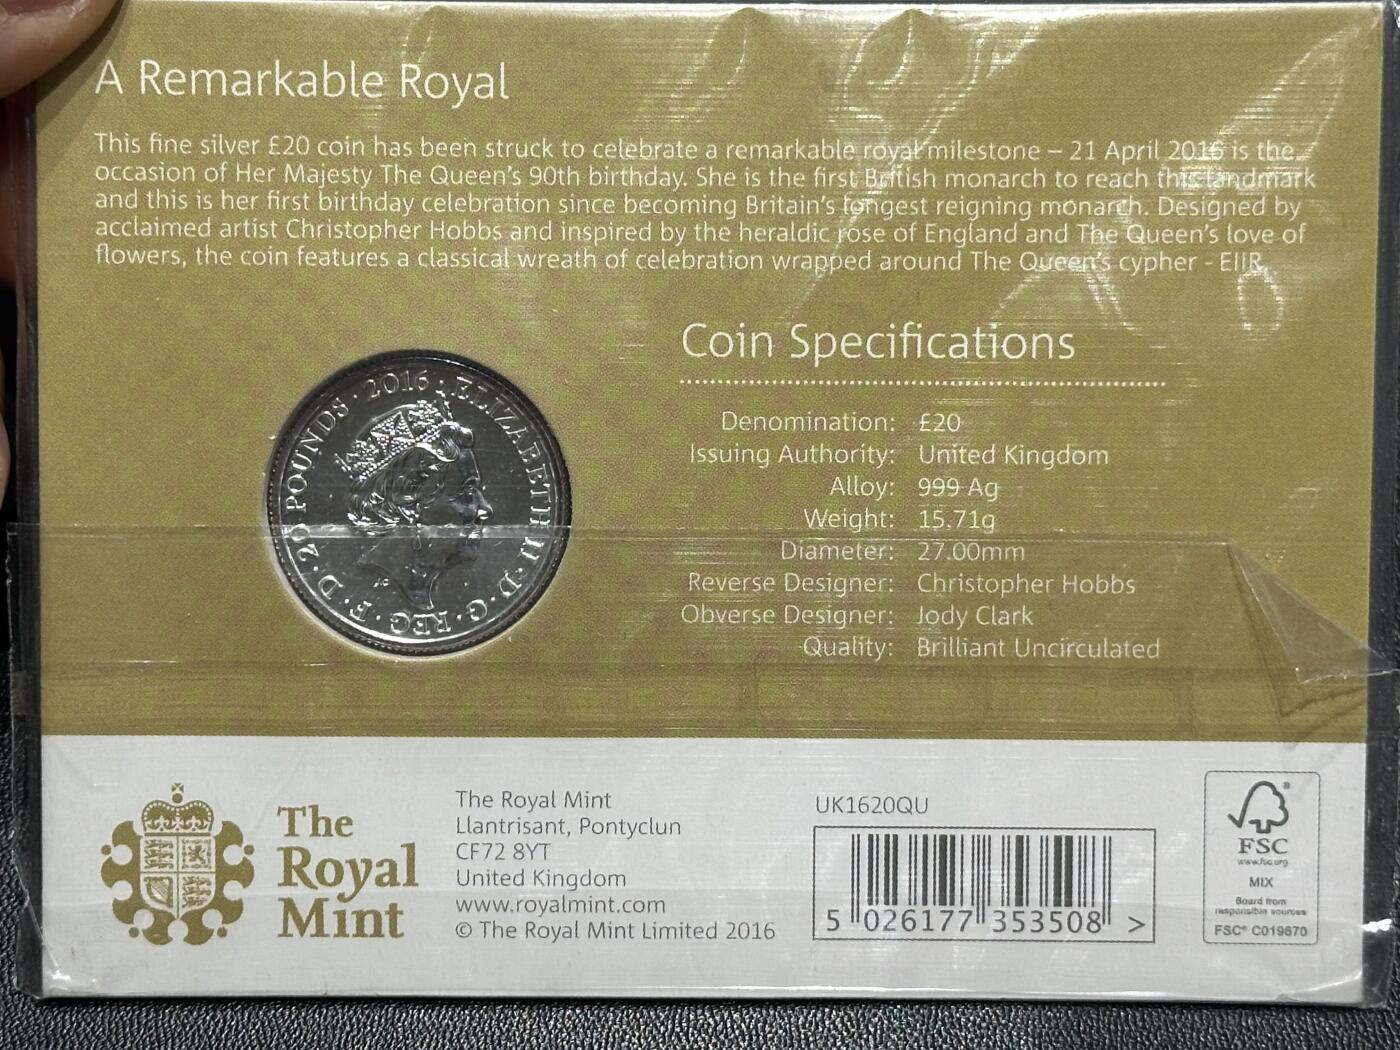 A Remarkable Royal
This fine silver £20 coin has been struck to celebrate a remarkable royal milestone – 21 April 2016 is the
occasion of Her Majesty The Queen's 90th birthday. She is the first British monarch to reach this landmark
and this is her first birthday celebration since becoming Britain's longest reigning monarch. Designed by
acclaimed artist Christopher Hobbs and inspired by the heraldic rose of England and The Queen's love of
flowers, the coin features a classical wreath of celebration wrapped around The Queen's cypher - EIIR.
Coin Specifications
Denomination: £20
Issuing Authority: United Kingdom
Alloy: 999 Ag
Weight: 15.71g
Diameter: 27.00mm
Reverse Designer: Christopher Hobbs
Obverse Designer: Jody Clark
Quality: Brilliant Uncirculated
ELIZABETH II · D · G · REG · F · D · 20 POUNDS · 2016 ·
JC
The
Royal
Mint
The Royal Mint
Llantrisant, Pontyclun
CF72 8YT
United Kingdom
www.royalmint.com
© The Royal Mint Limited 2016
UK1620QU
5 026177 353508 >
FSC
www.fsc.org
MIX
Board from
responsible sources
FSC® C019870